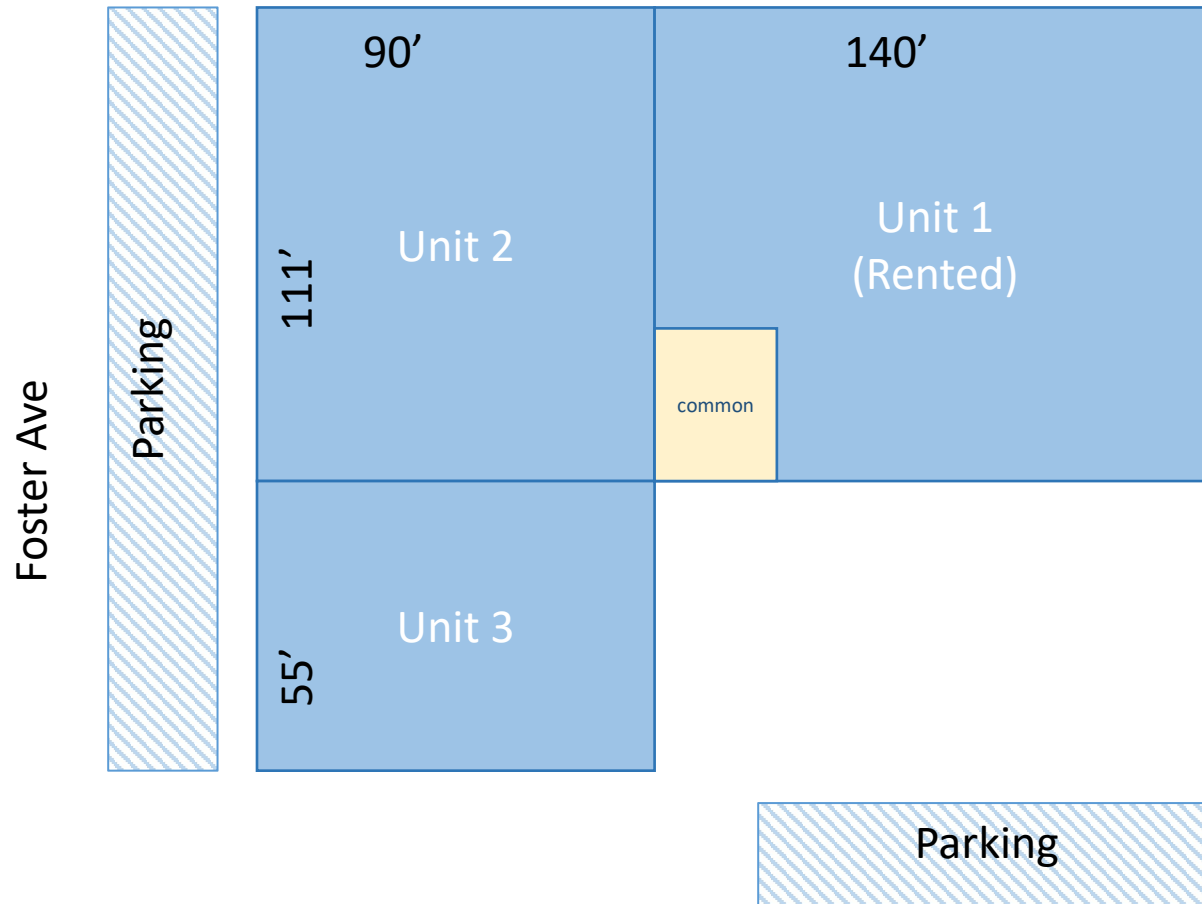 90’
140’
Unit 2
Unit 1
(Rented)
111’
Parking
Foster Ave
common
Unit 3
55’
Parking